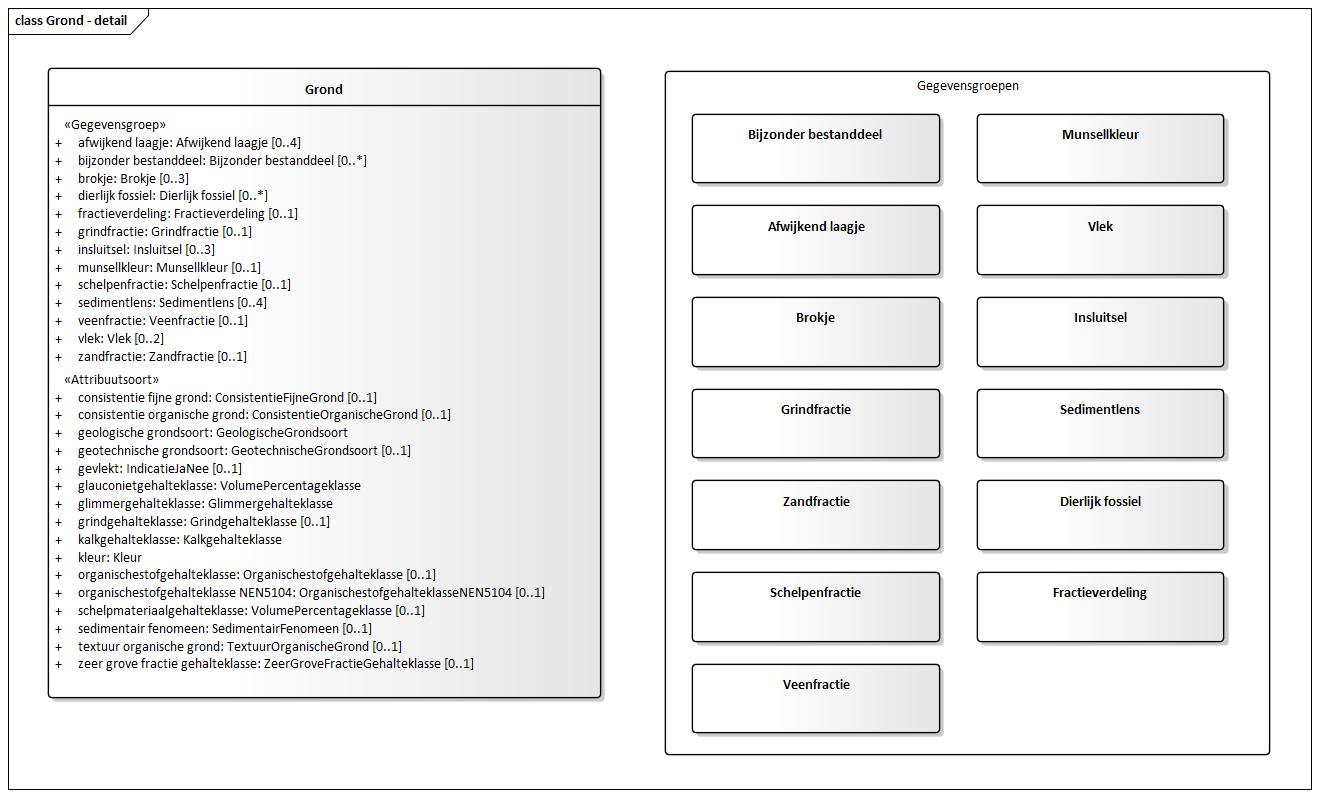 class Grond - detail
Grond
«Gegevensgroep»
+ afwijkend laagje: Afwijkend laagje [0..4]
+ bijzonder bestanddeel: Bijzonder bestanddeel [0..*]
+ brokje: Brokje [0..3]
+ dierlijk fossiel: Dierlijk fossiel [0..*]
+ fractieverdeling: Fractieverdeling [0..1]
+ grindfractie: Grindfractie [0..1]
+ insluitsel: Insluitsel [0..3]
+ munsellkleur: Munsellkleur [0..1]
+ schelpenfractie: Schelpenfractie [0..1]
+ sedimentlens: Sedimentlens [0..4]
+ veenfractie: Veenfractie [0..1]
+ vlek: Vlek [0..2]
+ zandfractie: Zandfractie [0..1]
«Attribuutsoort»
+ consistentie fijne grond: ConsistentieFijneGrond [0..1]
+ consistentie organische grond: ConsistentieOrganischeGrond [0..1]
+ geologische grondsoort: GeologischeGrondsoort
+ geotechnische grondsoort: GeotechnischeGrondsoort [0..1]
+ gevlekt: IndicatieJaNee [0..1]
+ glauconietgehalteklasse: VolumePercentageklasse
+ glimmergehalteklasse: Glimmergehalteklasse
+ grindgehalteklasse: Grindgehalteklasse [0..1]
+ kalkgehalteklasse: Kalkgehalteklasse
+ kleur: Kleur
+ organischestofgehalteklasse: Organischestofgehalteklasse [0..1]
+ organischestofgehalteklasse NEN5104: OrganischestofgehalteklasseNEN5104 [0..1]
+ schelpmateriaalgehalteklasse: VolumePercentageklasse [0..1]
+ sedimentair fenomeen: SedimentairFenomeen [0..1]
+ textuur organische grond: TextuurOrganischeGrond [0..1]
+ zeer grove fractie gehalteklasse: ZeerGroveFractieGehalteklasse [0..1]
Gegevensgroepen
Bijzonder bestanddeel
Munsellkleur
Afwijkend laagje
Vlek
Brokje
Insluitsel
Grindfractie
Sedimentlens
Zandfractie
Dierlijk fossiel
Schelpenfractie
Fractieverdeling
Veenfractie